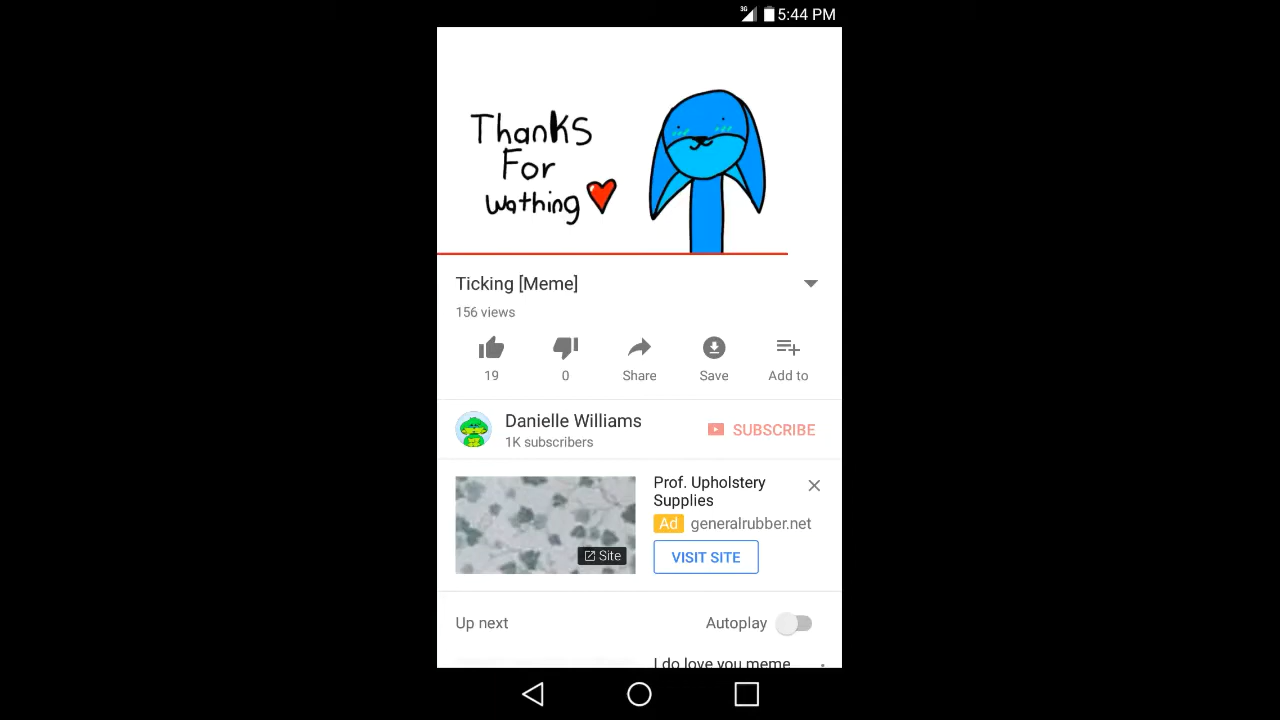 3G 5:44 PM
ThanKS
For
Wathing
Ticking [Meme]
156 views
19 0 Share Save Add to
Danielle Williams
1K subscribers
SUBSCRIBE
Prof. Upholstery
Supplies
Ad generalrubber.net
Site
VISIT SITE
Up next Autoplay
I do love you meme